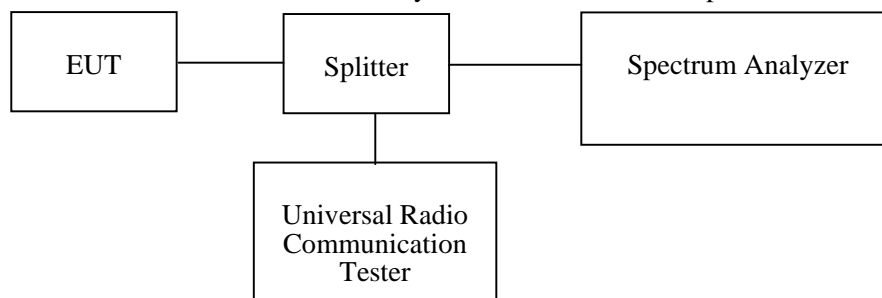 EUT
Splitter
Spectrum Analyzer
Universal Radio
Communication
Tester